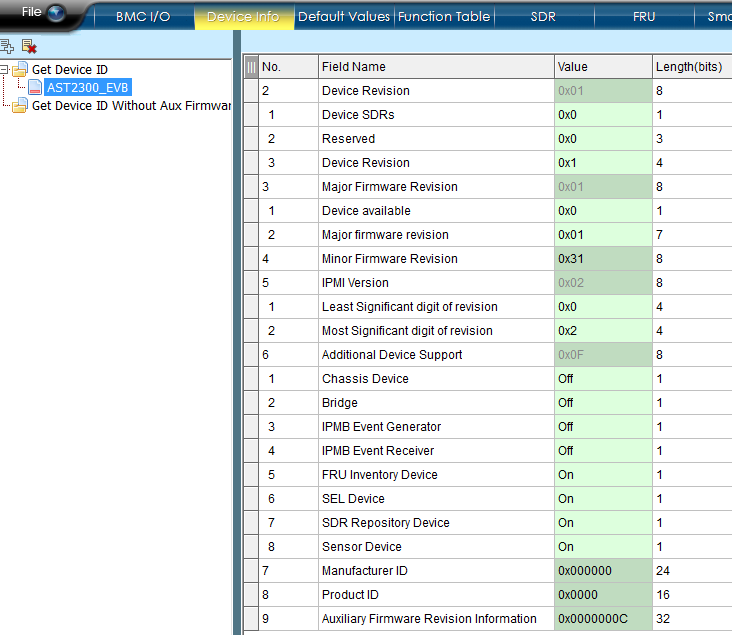 File BMC I/O Device Info Default Values Function Table SDR FRU
Get Device ID
AST2300_EVB
Get Device ID Without Aux
No. Field Name Value Length(bits)
2 Device Revision 0x01 8
1 Device SDRs 0x0 1
2 Reserved 0x0 3
3 Device Revision 0x1 4
3 Major Firmware Revision 0x01 8
1 Device available 0x0 1
2 Major firmware revision 0x01 7
4 Minor Firmware Revision 0x31 8
5 IPMI Version 0x02 8
1 Least Significant digit of revision 0x0 4
2 Most Significant digit of revision 0x2 4
6 Additional Device Support 0x0F 8
1 Chassis Device Off 1
2 Bridge Off 1
3 IPMB Event Generator Off 1
4 IPMB Event Receiver Off 1
5 FRU Inventory Device On 1
6 SEL Device On 1
7 SDR Repository Device On 1
8 Sensor Device On 1
7 Manufacturer ID 0x000000 24
8 Product ID 0x0000 16
9 Auxiliary Firmware Revision Information 0x0000000C 32